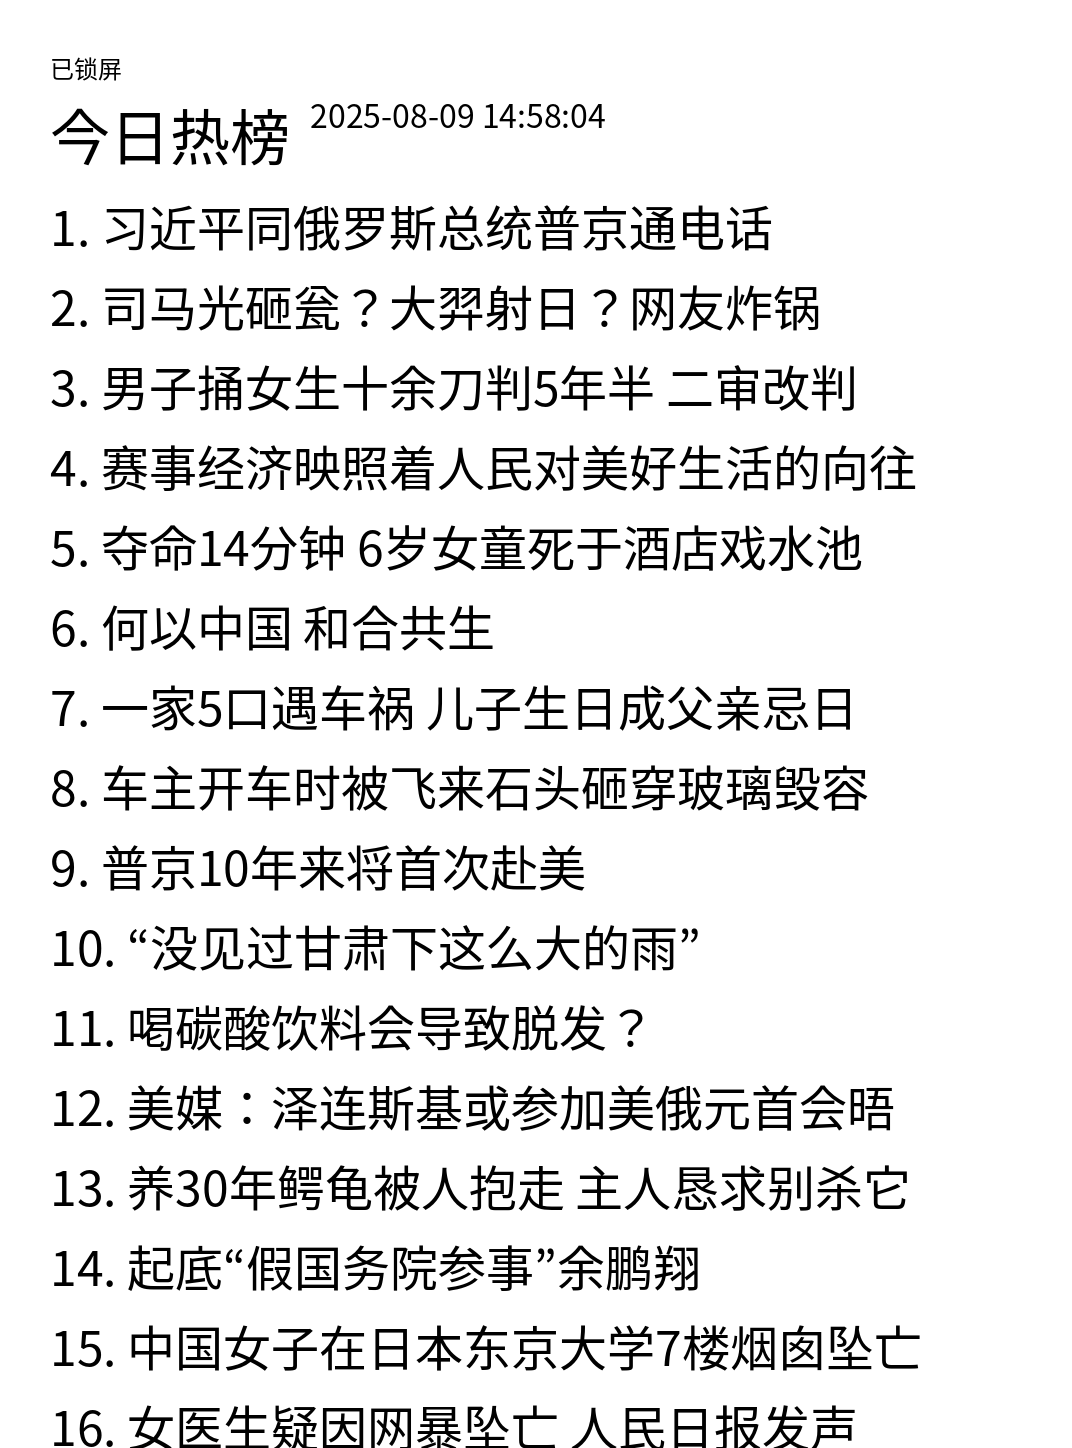 已锁屏
今日热榜 2025-08-09 14:58:04
1. 习近平同俄罗斯总统普京通电话
2. 司马光砸瓮？大羿射日？网友炸锅
3. 男子捅女生十余刀判5年半 二审改判
4. 赛事经济映照着人民对美好生活的向往
5. 夺命14分钟 6岁女童死于酒店戏水池
6. 何以中国 和合共生
7. 一家5口遇车祸 儿子生日成父亲忌日
8. 车主开车时被飞来石头砸穿玻璃毁容
9. 普京10年来将首次赴美
10. “没见过甘肃下这么大的雨”
11. 喝碳酸饮料会导致脱发？
12. 美媒：泽连斯基或参加美俄元首会晤
13. 养30年鳄龟被人抱走 主人恳求别杀它
14. 起底“假国务院参事”余鹏翔
15. 中国女子在日本东京大学7楼烟囱坠亡
16. 女医生疑因网暴坠亡 人民日报发声